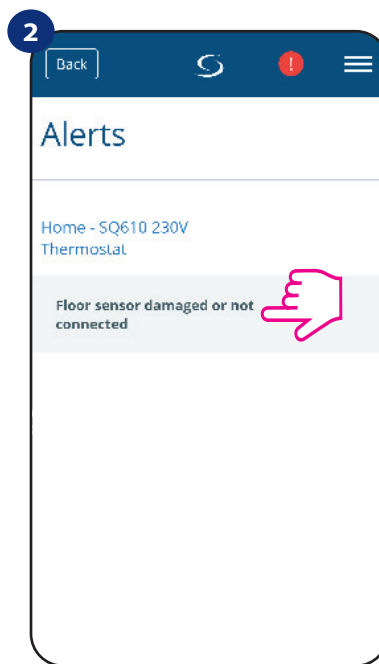 2
Back
Alerts
Home - SQ610 230V
Thermostat
Floor sensor damaged or not
connected